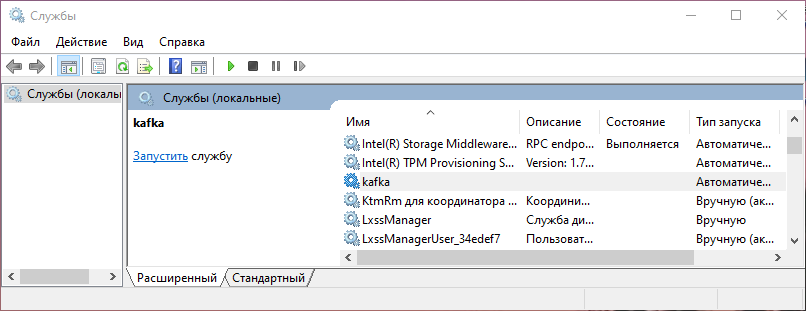 Службы
Файл Действие Вид Справка
Службы (локаль
Службы (локальные)
kafka
Запустить службу
Имя Описание Состояние Тип запуска
Intel(R) Storage Middleware... RPC endpo... Выполняется Автоматиче...
Intel(R) TPM Provisioning S... Version: 1.7... Автоматиче...
kafka Автоматиче...
KtmRm для координатора ... Координи... Вручную (ак...
LxssManager Служба ди... Вручную
LxssManagerUser_34edef7 Пользоват... Вручную (ак...
Расширенный Стандартный